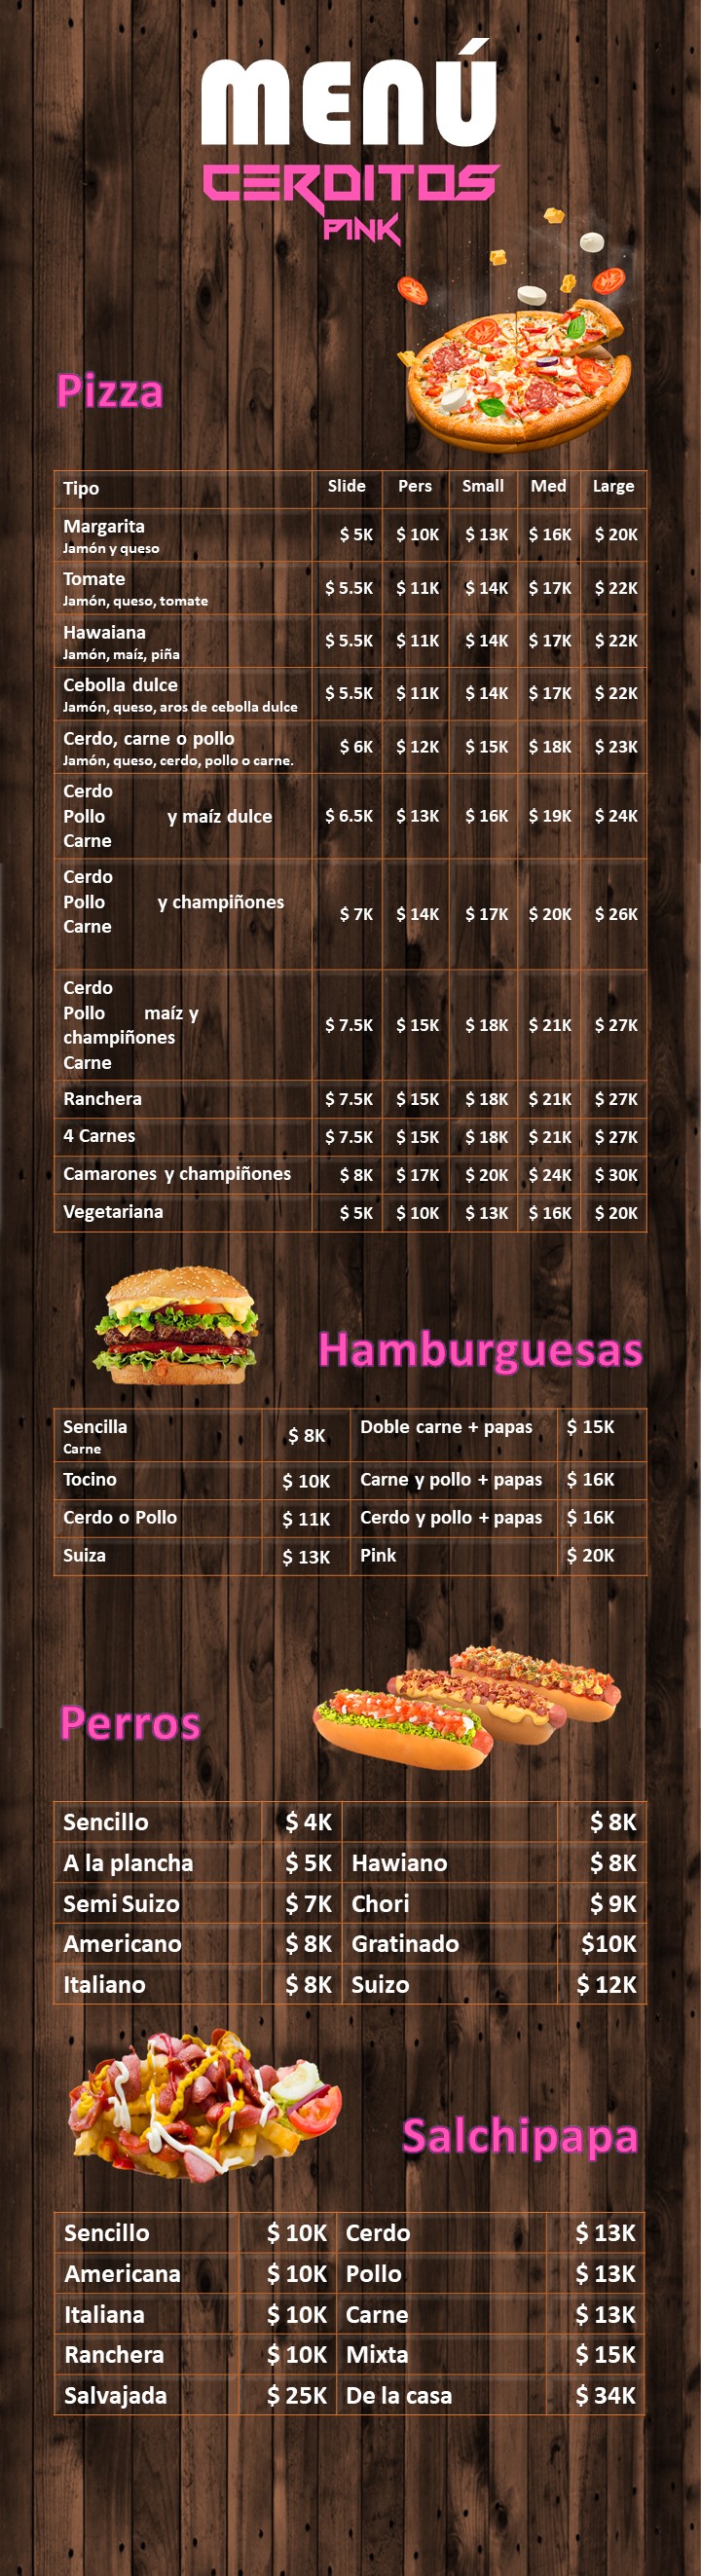 MENÚ
CERDITOS
PINK
Pizza
Tipo Slide Pers Small Med Large
Margarita
Jamón y queso
$ 5K $ 10K $ 13K $ 16K $ 20K
Tomate
Jamón, queso, tomate
$ 5.5K $ 11K $ 14K $ 17K $ 22K
Hawaiana
Jamón, maíz, piña
$ 5.5K $ 11K $ 14K $ 17K $ 22K
Cebolla dulce
Jamón, queso, aros de cebolla dulce
$ 5.5K $ 11K $ 14K $ 17K $ 22K
Cerdo, carne o pollo
Jamón, queso, cerdo, pollo o carne.
$ 6K $ 12K $ 15K $ 18K $ 23K
Cerdo
Pollo y maíz dulce
Carne
$ 6.5K $ 13K $ 16K $ 19K $ 24K
Cerdo
Pollo y champiñones
Carne
$ 7K $ 14K $ 17K $ 20K $ 26K
Cerdo
Pollo maíz y
champiñones
Carne
$ 7.5K $ 15K $ 18K $ 21K $ 27K
Ranchera $ 7.5K $ 15K $ 18K $ 21K $ 27K
4 Carnes $ 7.5K $ 15K $ 18K $ 21K $ 27K
Camarones y champiñones $ 8K $ 17K $ 20K $ 24K $ 30K
Vegetariana $ 5K $ 10K $ 13K $ 16K $ 20K
Hamburguesas
Sencilla
Carne
$ 8K Doble carne + papas $ 15K
Tocino $ 10K Carne y pollo + papas $ 16K
Cerdo o Pollo $ 11K Cerdo y pollo + papas $ 16K
Suiza $ 13K Pink $ 20K
Perros
Sencillo $ 4K $ 8K
A la plancha $ 5K Hawiano $ 8K
Semi Suizo $ 7K Chori $ 9K
Americano $ 8K Gratinado $10K
Italiano $ 8K Suizo $ 12K
Salchipapa
Sencillo $ 10K Cerdo $ 13K
Americana $ 10K Pollo $ 13K
Italiana $ 10K Carne $ 13K
Ranchera $ 10K Mixta $ 15K
Salvajada $ 25K De la casa $ 34K